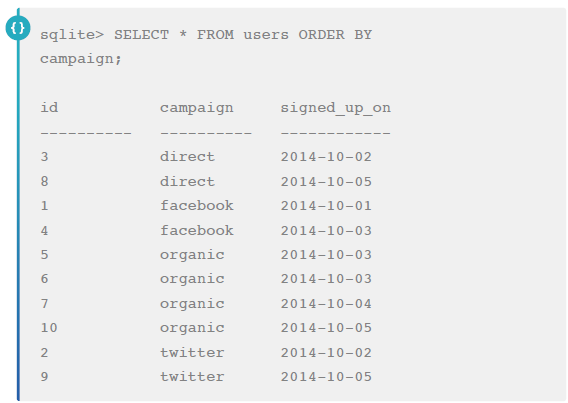 {}
sqlite> SELECT * FROM users ORDER BY
campaign;
id campaign signed_up_on
---------- ---------- ------------
3 direct 2014-10-02
8 direct 2014-10-05
1 facebook 2014-10-01
4 facebook 2014-10-03
5 organic 2014-10-03
6 organic 2014-10-03
7 organic 2014-10-04
10 organic 2014-10-05
2 twitter 2014-10-02
9 twitter 2014-10-05